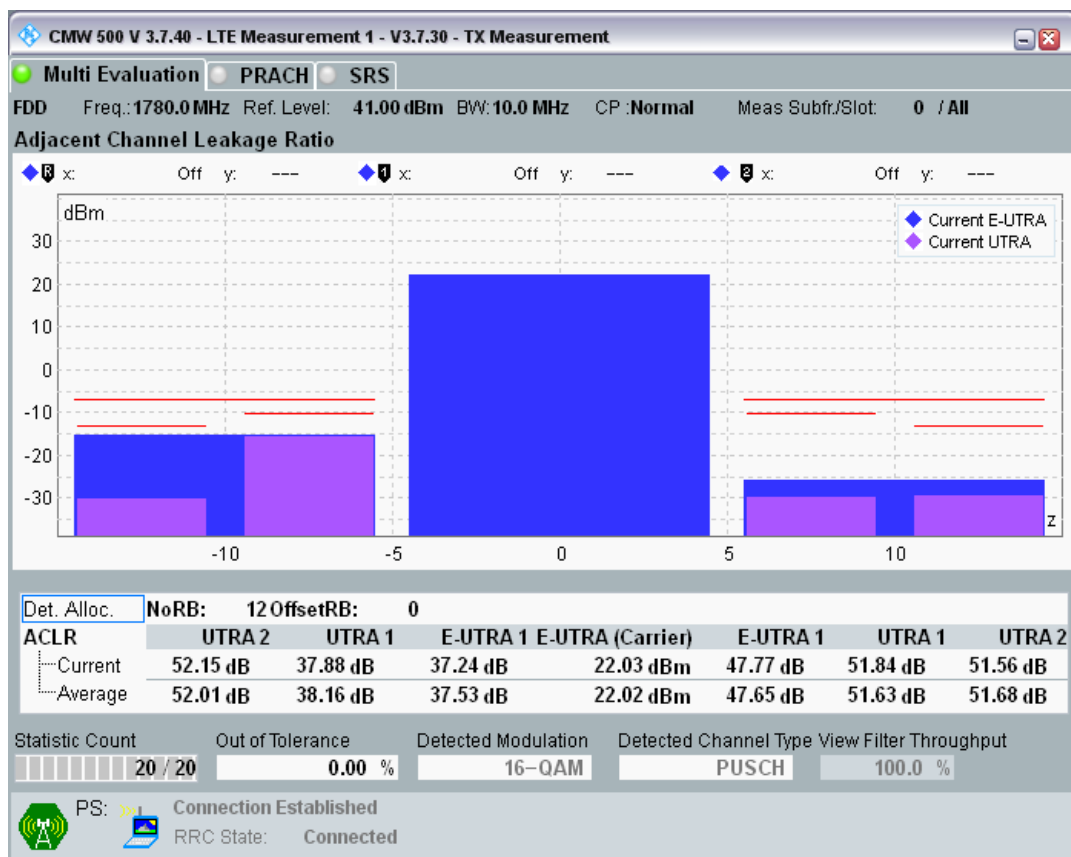 CMW 500 V 3.7.40 - LTE Measurement 1 - V3.7.30 - TX Measurement
Multi Evaluation PRACH SRS
FDD Freq.: 1780.0 MHz Ref. Level: 41.00 dBm BW: 10.0 MHz CP :Normal Meas Subfr./Slot: 0 / All
Adjacent Channel Leakage Ratio
R x: Off y: --- 1 x: Off y: --- 2 x: Off y: ---
dBm
Current E-UTRA
Current UTRA
30
20
10
0
-10
-20
-30
z
-10 -5 0 5 10
Det. Alloc. NoRB: 12 OffsetRB: 0
ACLR UTRA 2 UTRA 1 E-UTRA 1 E-UTRA (Carrier) E-UTRA 1 UTRA 1 UTRA 2
Current 52.15 dB 37.88 dB 37.24 dB 22.03 dBm 47.77 dB 51.84 dB 51.56 dB
Average 52.01 dB 38.16 dB 37.53 dB 22.02 dBm 47.65 dB 51.63 dB 51.68 dB
Statistic Count Out of Tolerance Detected Modulation Detected Channel Type View Filter Throughput
20 / 20 0.00 % 16-QAM PUSCH 100.0 %
PS: Connection Established
RRC State: Connected